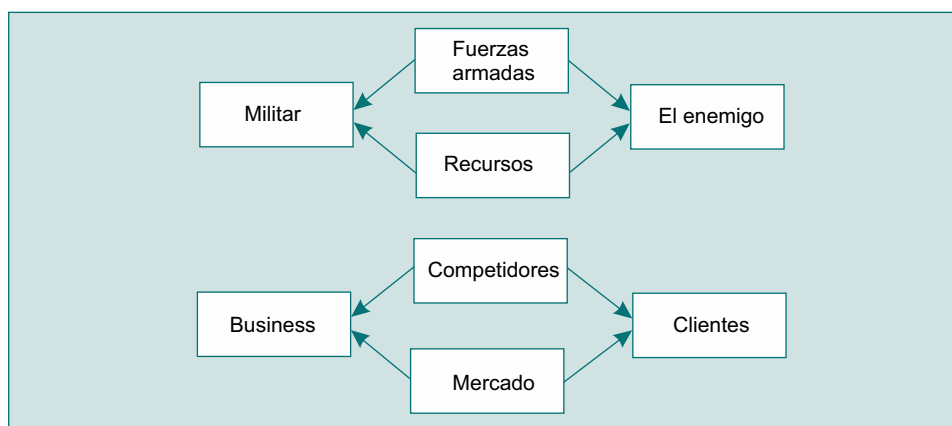 Fuerzas
armadas
Militar
El enemigo
Recursos
Competidores
Business
Clientes
Mercado